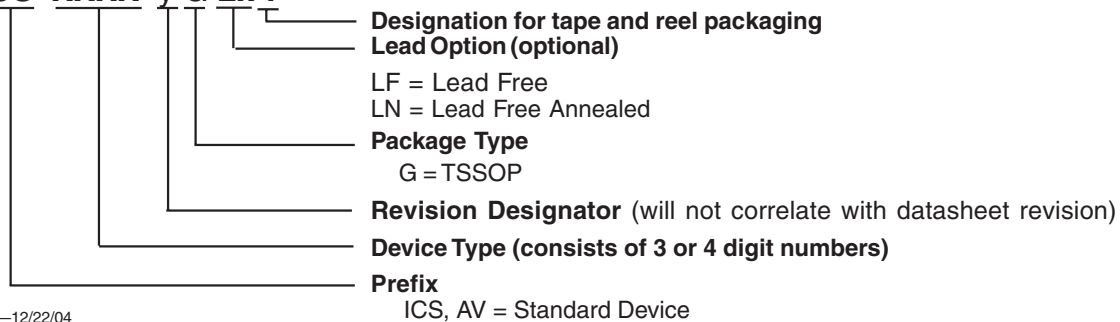 Designation for tape and reel packaging
Lead Option (optional)
LF = Lead Free
LN = Lead Free Annealed
Package Type
G = TSSOP
Revision Designator (will not correlate with datasheet revision)
Device Type (consists of 3 or 4 digit numbers)
Prefix
ICS, AV = Standard Device
—12/22/04